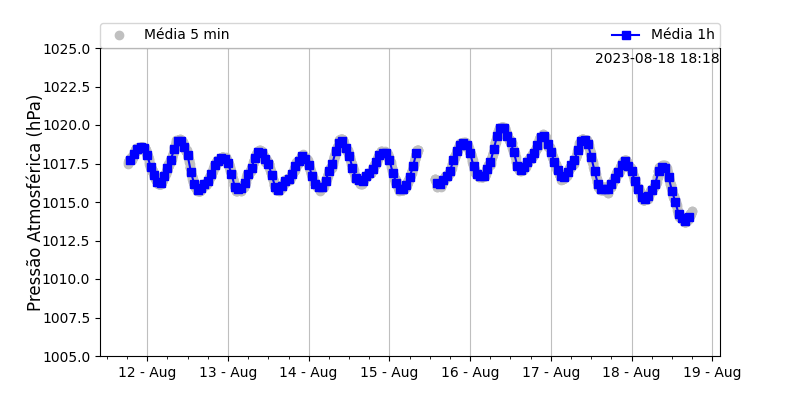 Média 5 min
Média 1h
2023-08-18 18:18
Pressão Atmosférica (hPa)
1025.0
1022.5
1020.0
1017.5
1015.0
1012.5
1010.0
1007.5
1005.0
12 - Aug
13 - Aug
14 - Aug
15 - Aug
16 - Aug
17 - Aug
18 - Aug
19 - Aug